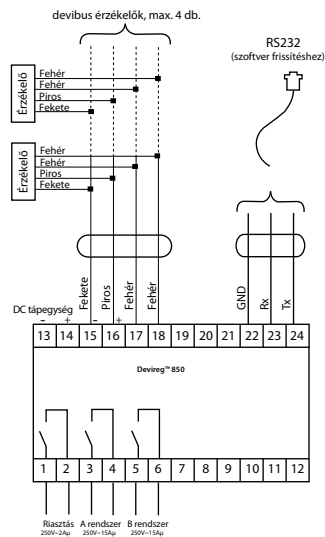 devibus érzékelők, max. 4 db.
RS232
(szoftver frissítéshez)
Érzékelő
Fehér
Fehér
Piros
Fekete
Érzékelő
Fehér
Fehér
Piros
Fekete
Fekete
Piros
Fehér
Fehér
GND
Rx
Tx
DC tápegység
– + – +
13 14 15 16 17 18 19 20 21 22 23 24
Devireg™ 850
1 2 3 4 5 6 7 8 9 10 11 12
Riasztás A rendszer B rendszer
250V~2Aµ 250V~15Aµ 250V~15Aµ